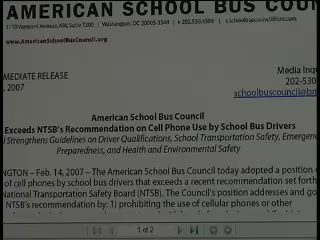 AMERICAN SCHOOL BUS COUN
www.AmericanSchoolBusCouncil.org
MEDIATE RELEASE
Media Inq
, 2007
202-530-
schoolbuscouncil@bm
American School Bus Council
Exceeds NTSB's Recommendation on Cell Phone Use by School Bus Drivers
l Strengthens Guidelines on Driver Qualifications, School Transportation Safety, Emergen
Preparedness, and Health and Environmental Safety
NGTON – Feb. 14, 2007 – The American School Bus Council today adopted a position
of cell phones by school bus drivers that exceeds a recent recommendation set forth
National Transportation Safety Board (NTSB). The Council's position addresses and go
NTSB's recommendation by: 1) prohibiting the use of cellular phones or other
1 of 2